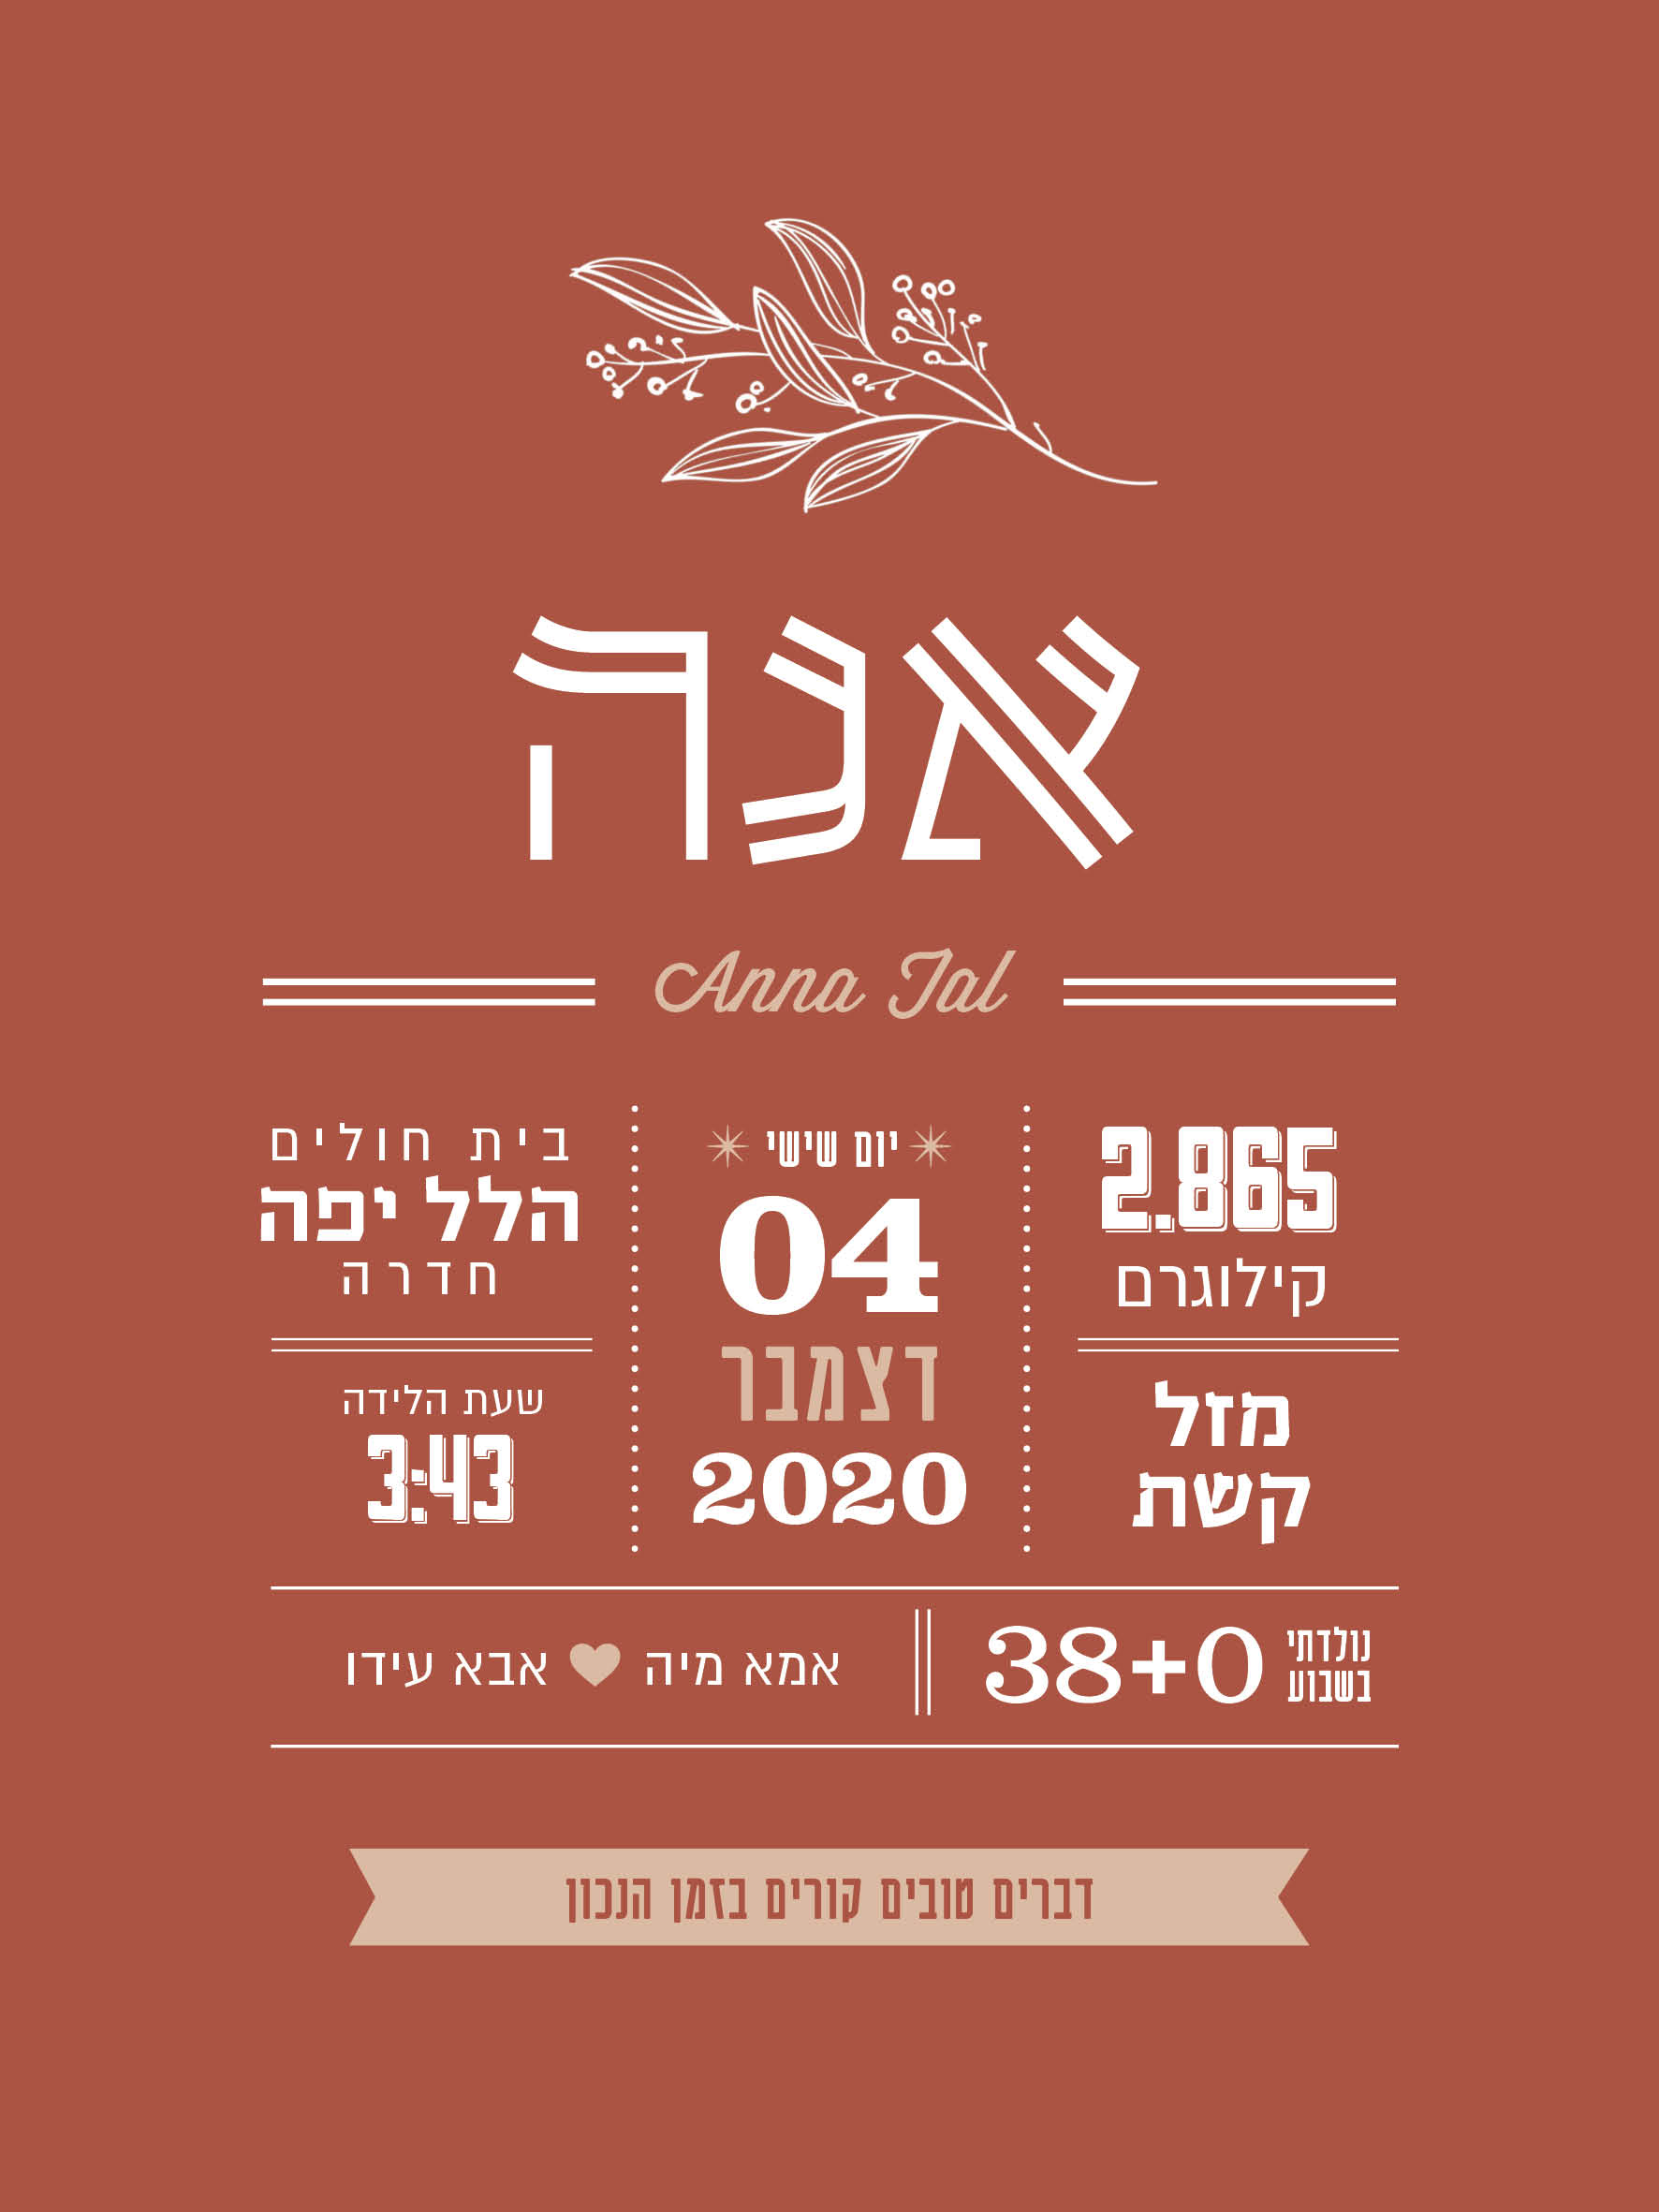 אנה
Anna Tal
2.865
קילוגרם
מזל
קשת
יום שישי
04
דצמבר
2020
בית חולים
הלל יפה
חדרה
שעת הלידה
3:43
נולדתי
בשבוע
38+0
אמא מיה ♥ אבא עידו
דברים טובים קורים בזמן הנכון